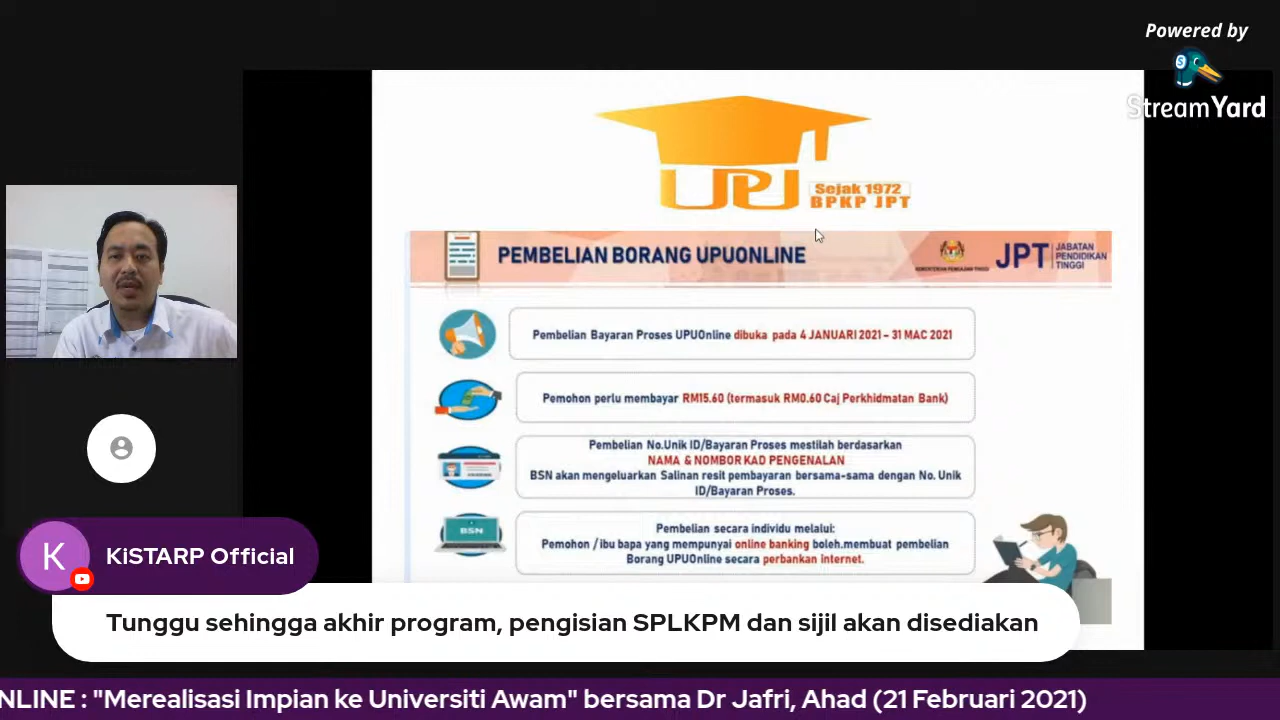 Powered by
StreamYard
UPU
Sejak 1972
BPKP JPT
PEMBELIAN BORANG UPUONLINE
KEMENTERIAN PENGAJIAN TINGGI
JPT
JABATAN
PENDIDIKAN
TINGGI
Pembelian Bayaran Proses UPUOnline dibuka pada 4 JANUARI 2021 – 31 MAC 2021
Pemohon perlu membayar RM15.60 (termasuk RM0.60 Caj Perkhidmatan Bank)
Pembelian No.Unik ID/Bayaran Proses mestilah berdasarkan
NAMA & NOMBOR KAD PENGENALAN
BSN akan mengeluarkan Salinan resit pembayaran bersama-sama dengan No. Unik
ID/Bayaran Proses.
BSN
Pembelian secara individu melalui:
Pemohon /ibu bapa yang mempunyai online banking boleh.membuat pembelian
Borang UPUOnline secara perbankan internet.
K
KiSTARP Official
Tunggu sehingga akhir program, pengisian SPLKPM dan sijil akan disediakan
NLINE : "Merealisasi Impian ke Universiti Awam" bersama Dr Jafri, Ahad (21 Februari 2021)